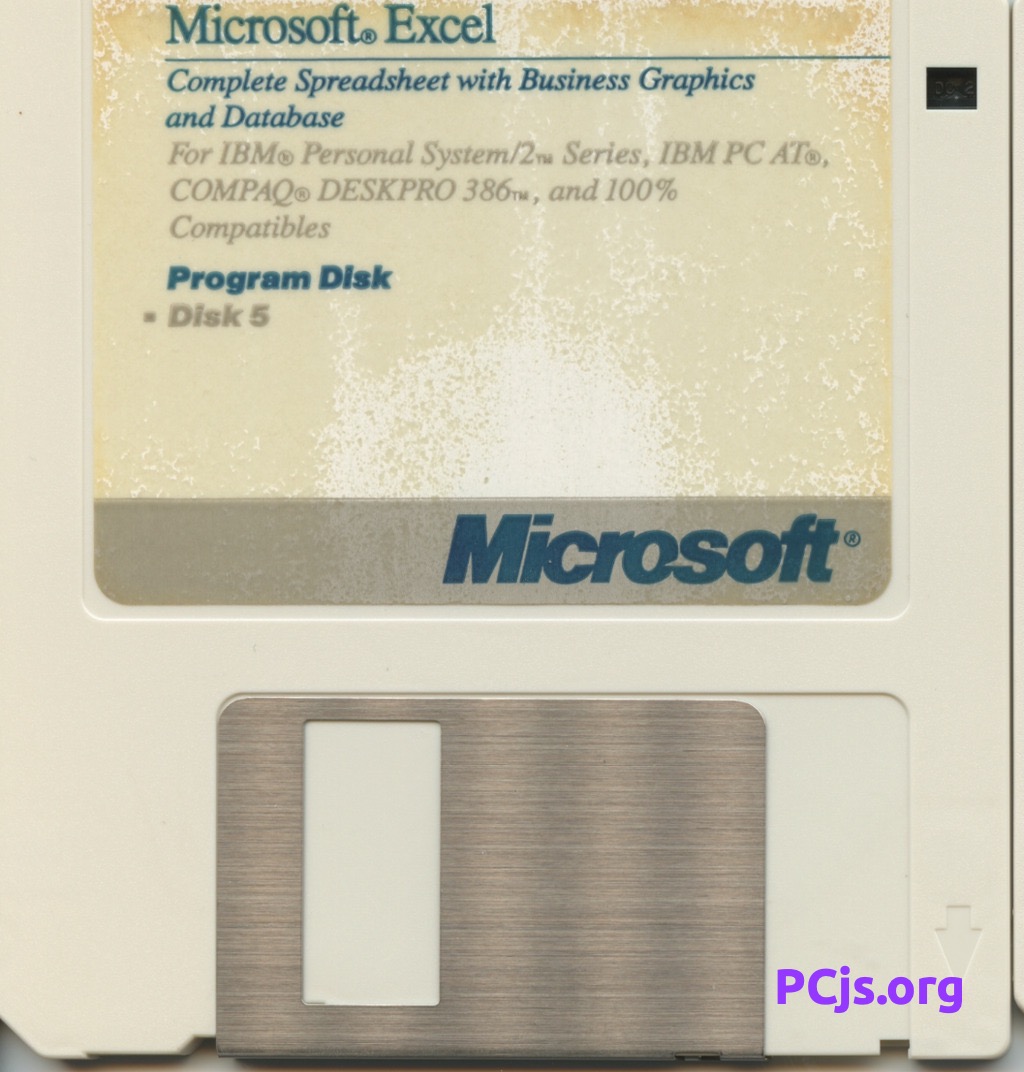 Microsoft® Excel
Complete Spreadsheet with Business Graphics
and Database
For IBM® Personal System/2™ Series, IBM PC AT®,
COMPAQ® DESKPRO 386™, and 100%
Compatibles
Program Disk
▪ Disk 5
Microsoft®
PCjs.org